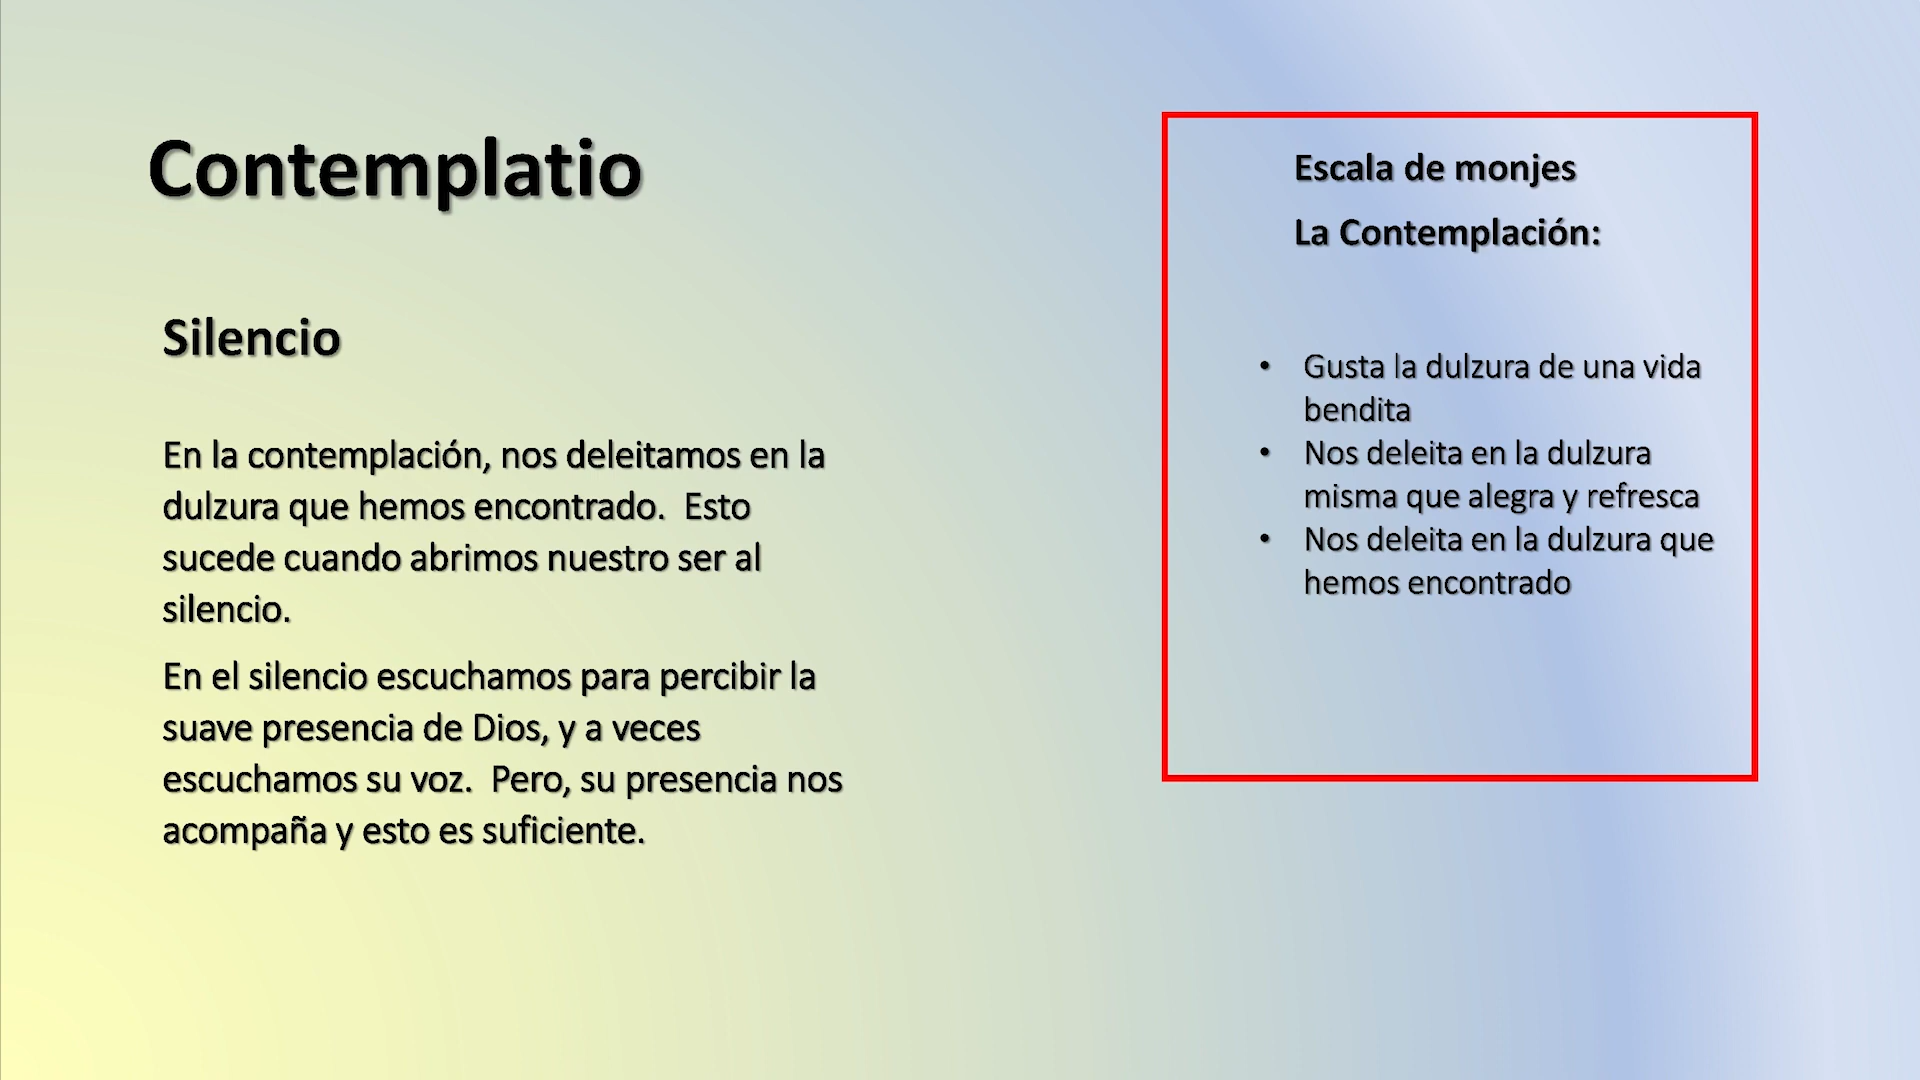 Contemplatio
Silencio
En la contemplación, nos deleitamos en la
dulzura que hemos encontrado.  Esto
sucede cuando abrimos nuestro ser al
silencio.
En el silencio escuchamos para percibir la
suave presencia de Dios, y a veces
escuchamos su voz.  Pero, su presencia nos
acompaña y esto es suficiente.
Escala de monjes
La Contemplación:
• Gusta la dulzura de una vida
bendita
• Nos deleita en la dulzura
misma que alegra y refresca
• Nos deleita en la dulzura que
hemos encontrado